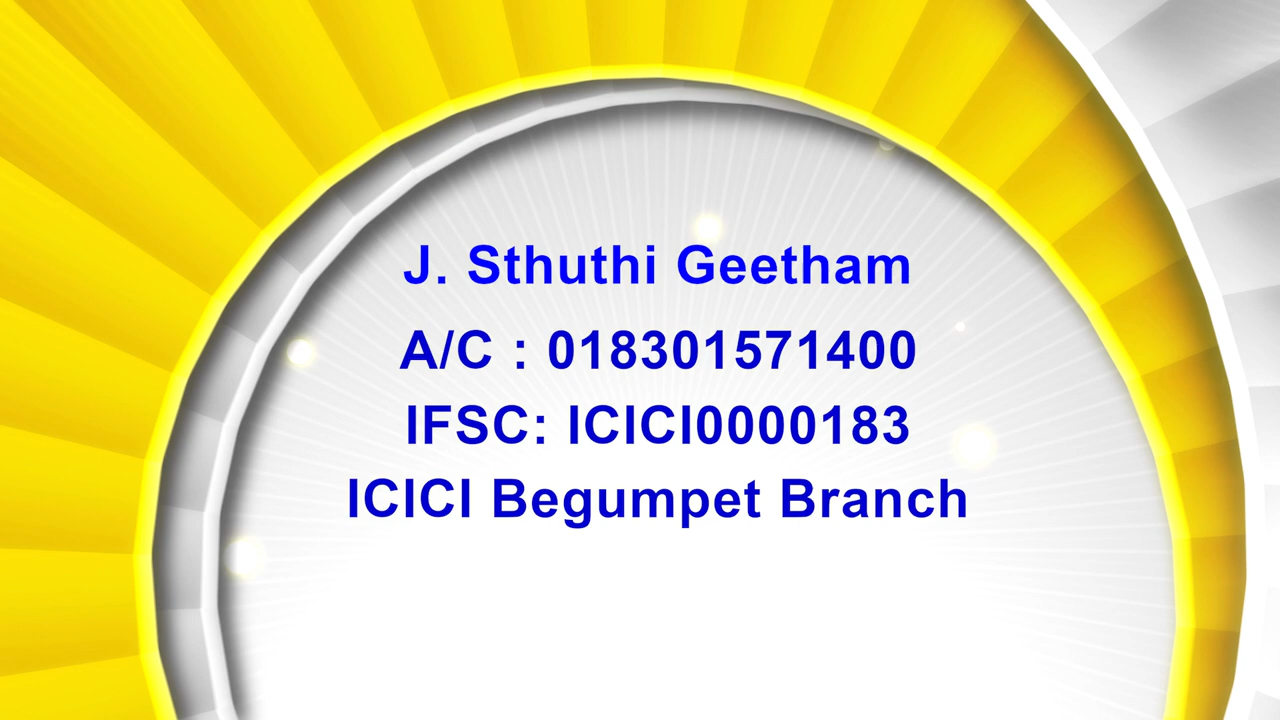 J. Sthuthi Geetham
A/C : 018301571400
IFSC: ICICI0000183
ICICI Begumpet Branch